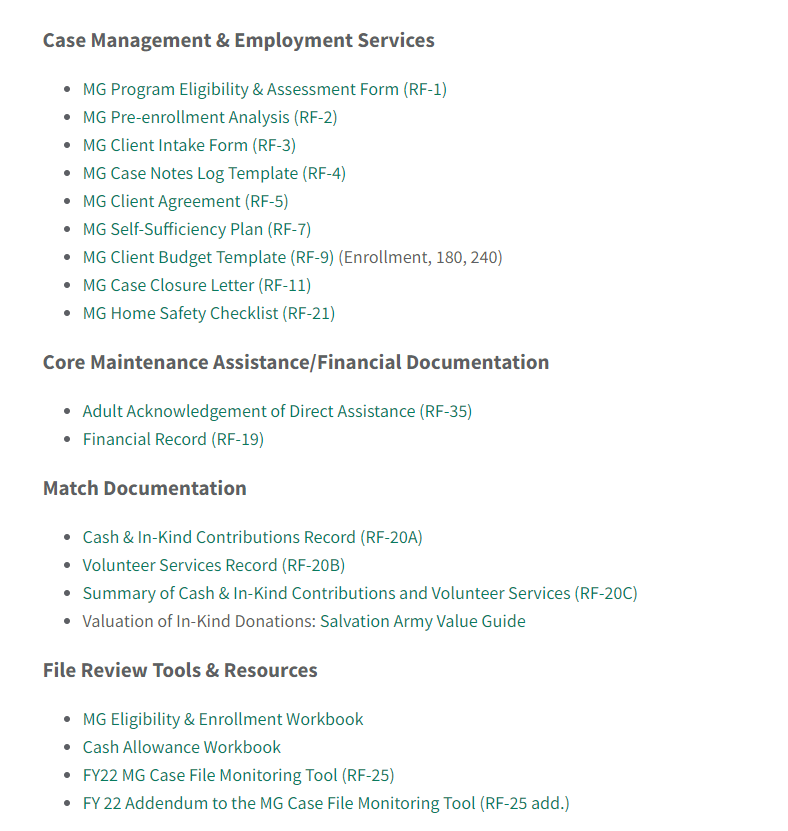 Case Management & Employment Services
MG Program Eligibility & Assessment Form (RF-1)
MG Pre-enrollment Analysis (RF-2)
MG Client Intake Form (RF-3)
MG Case Notes Log Template (RF-4)
MG Client Agreement (RF-5)
MG Self-Sufficiency Plan (RF-7)
MG Client Budget Template (RF-9) (Enrollment, 180, 240)
MG Case Closure Letter (RF-11)
MG Home Safety Checklist (RF-21)
Core Maintenance Assistance/Financial Documentation
Adult Acknowledgement of Direct Assistance (RF-35)
Financial Record (RF-19)
Match Documentation
Cash & In-Kind Contributions Record (RF-20A)
Volunteer Services Record (RF-20B)
Summary of Cash & In-Kind Contributions and Volunteer Services (RF-20C)
Valuation of In-Kind Donations: Salvation Army Value Guide
File Review Tools & Resources
MG Eligibility & Enrollment Workbook
Cash Allowance Workbook
FY22 MG Case File Monitoring Tool (RF-25)
FY 22 Addendum to the MG Case File Monitoring Tool (RF-25 add.)